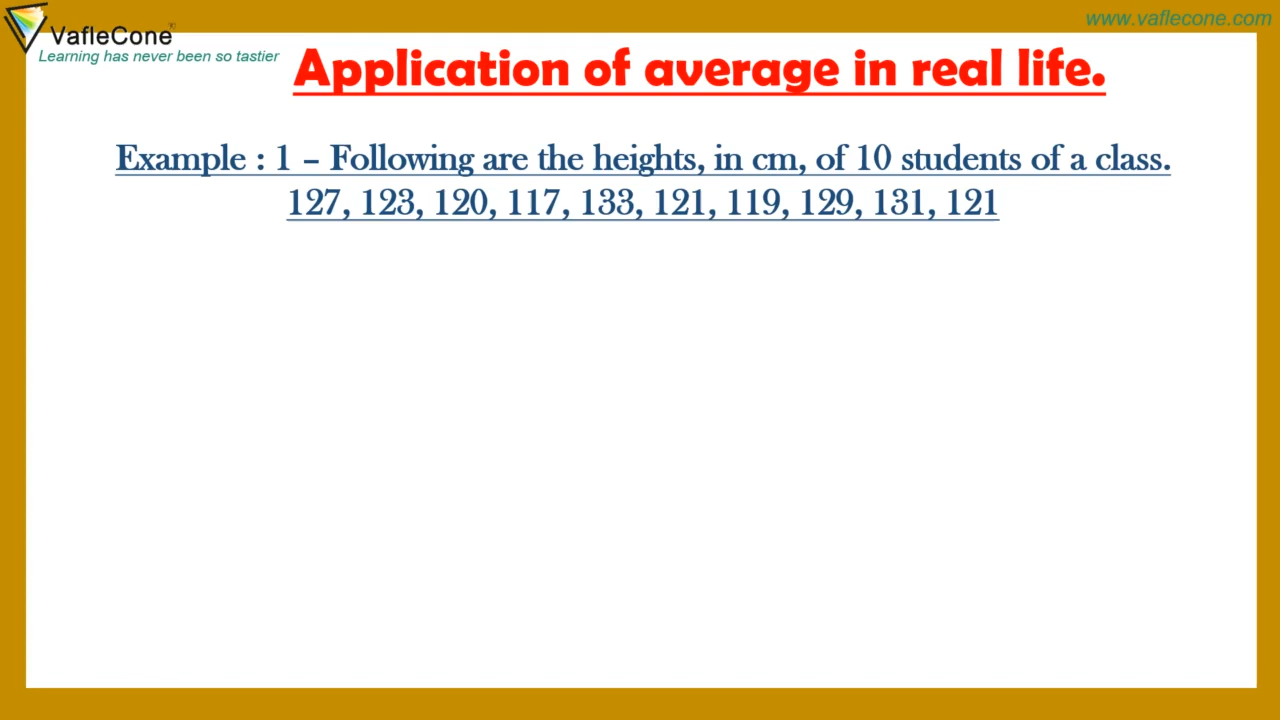 www.vaflecone.com
VafleCone
Learning has never been so tastier
Application of average in real life.
Example : 1 – Following are the heights, in cm, of 10 students of a class.
127, 123, 120, 117, 133, 121, 119, 129, 131, 121